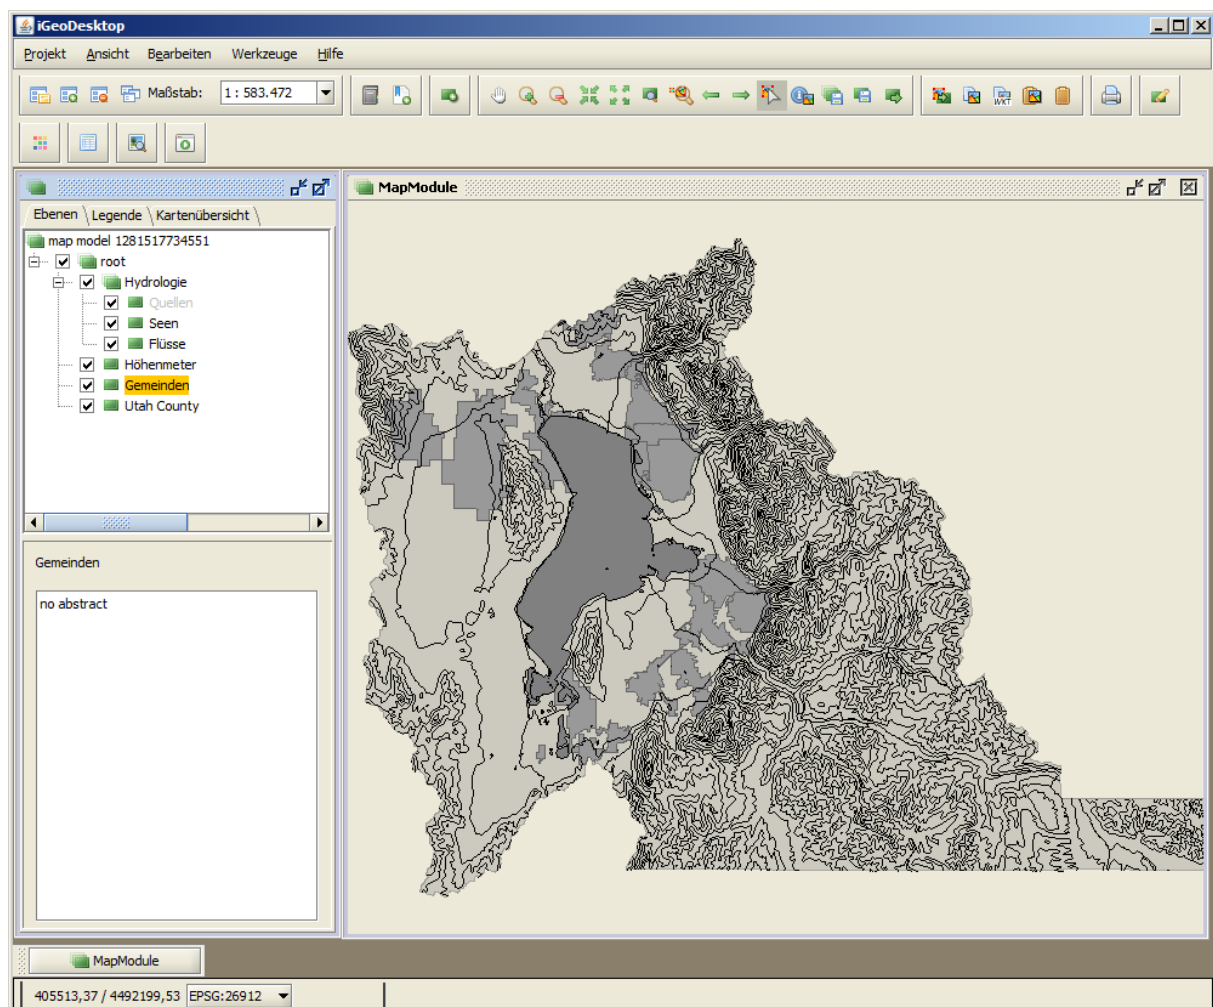 iGeoDesktop
Projekt Ansicht Bearbeiten Werkzeuge Hilfe
Maßstab: 1 : 583.472
WKT
MapModule
Ebenen Legende Kartenübersicht
map model 1281517734551
root
Hydrologie
Quellen
Seen
Flüsse
Höhenmeter
Gemeinden
Utah County
Gemeinden
no abstract
MapModule
405513,37 / 4492199,53 EPSG:26912